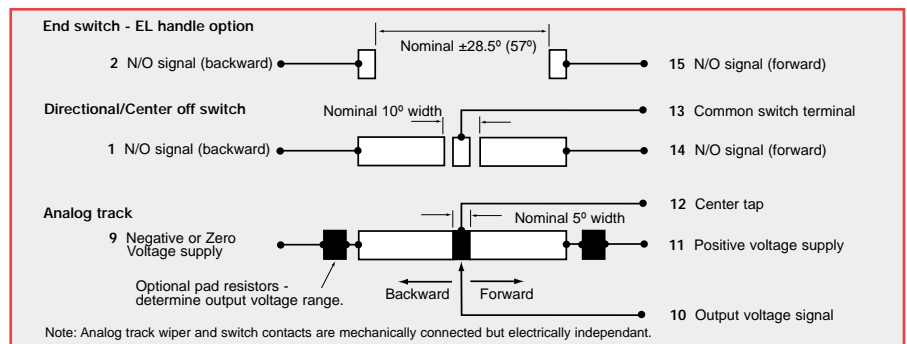 End switch - EL handle option
Nominal ±28.5º (57º)
2 N/O signal (backward)
15 N/O signal (forward)
Directional/Center off switch
Nominal 10º width
13 Common switch terminal
1 N/O signal (backward)
14 N/O signal (forward)
Analog track
12 Center tap
Nominal 5º width
9 Negative or Zero
Voltage supply
11 Positive voltage supply
Optional pad resistors -
determine output voltage range.
Backward
Forward
10 Output voltage signal
Note: Analog track wiper and switch contacts are mechanically connected but electrically independant.